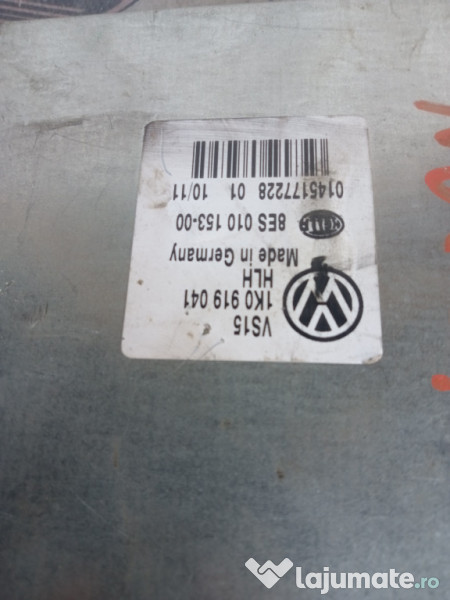 VS15
1K0 919 041
HLH
Made in Germany
8ES 010 153-00
0145177228 01 10/11
lajumate.ro